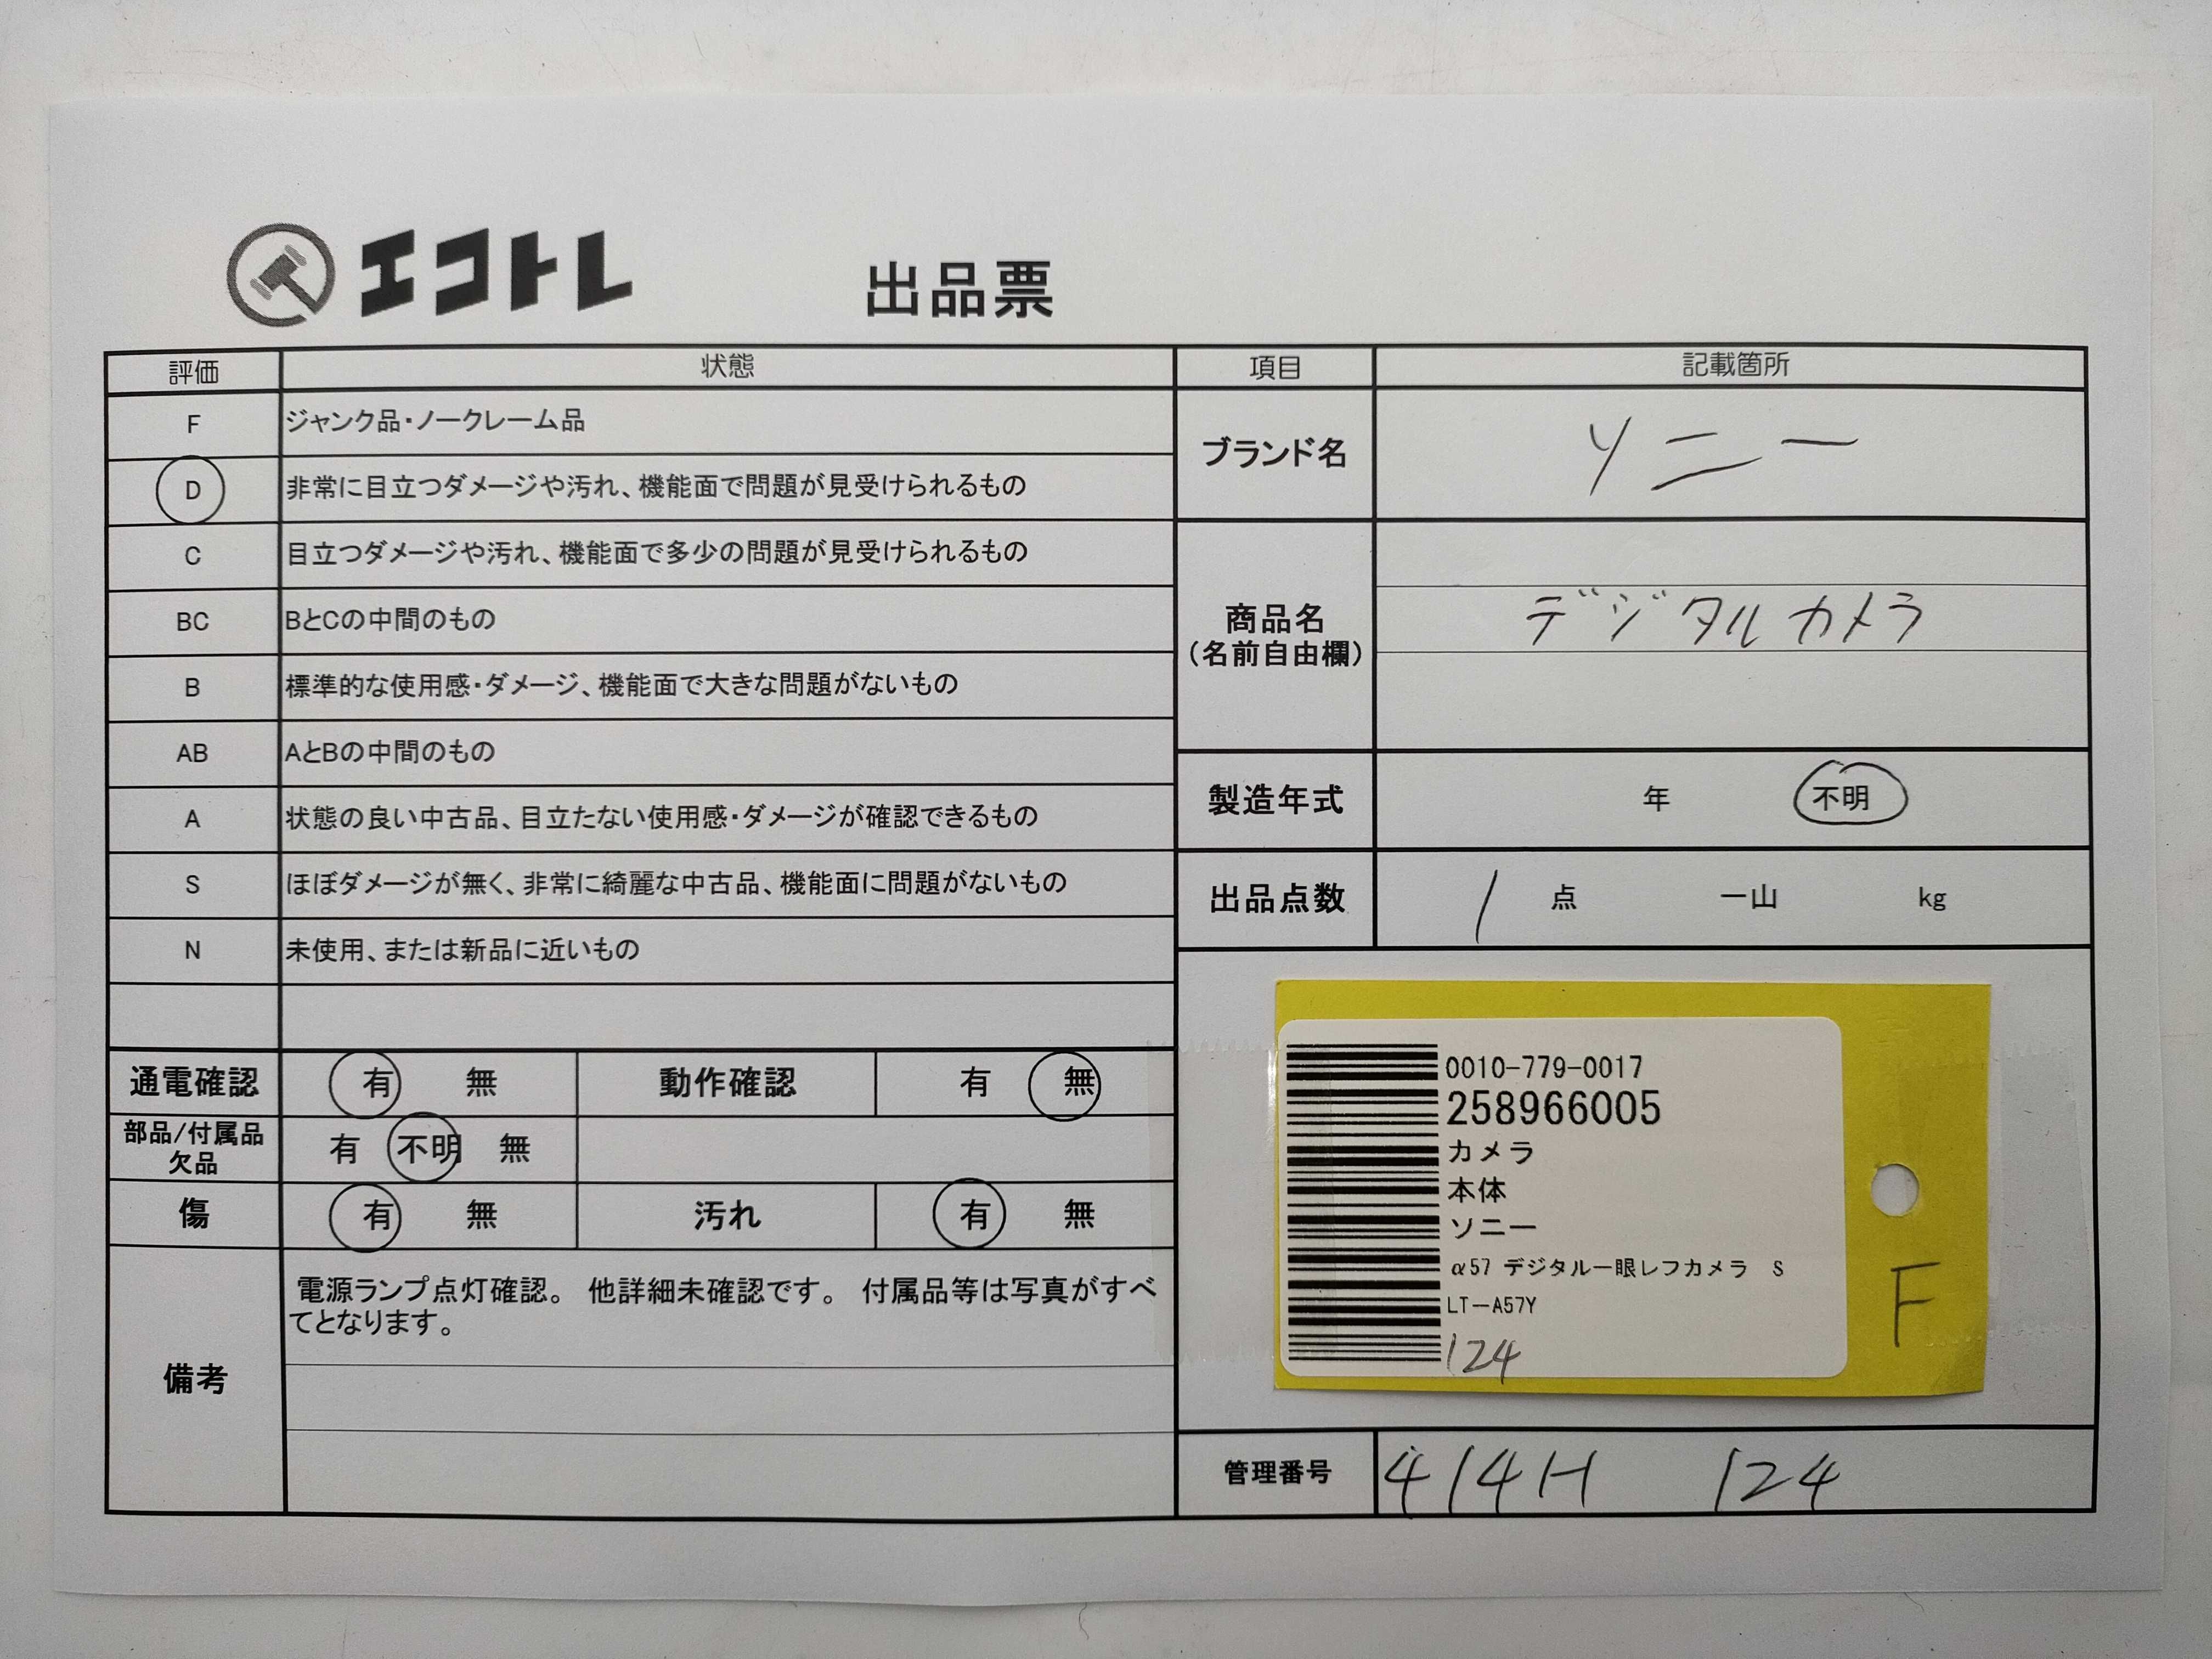 エコトレ
出品票
評価 状態
F ジャンク品・ノークレーム品
D 非常に目立つダメージや汚れ、機能面で問題が見受けられるもの
C 目立つダメージや汚れ、機能面で多少の問題が見受けられるもの
BC BとCの中間のもの
B 標準的な使用感・ダメージ、機能面で大きな問題がないもの
AB AとBの中間のもの
A 状態の良い中古品、目立たない使用感・ダメージが確認できるもの
S ほぼダメージが無く、非常に綺麗な中古品、機能面に問題がないもの
N 未使用、または新品に近いもの
通電確認 有 無 動作確認 有 無
部品/付属品
欠品
有 不明 無
傷 有 無 汚れ 有 無
備考
電源ランプ点灯確認。 他詳細未確認です。 付属品等は写真がすべ
てとなります。
項目 記載箇所
ブランド名 ソニー
商品名
(名前自由欄)
デジタルカメラ
製造年式 年 不明
出品点数 1 点 一山 kg
0010-779-0017
258966005
カメラ
本体
ソニー
α57 デジタル一眼レフカメラ S
LT-A57Y
124
F
管理番号 414H 124